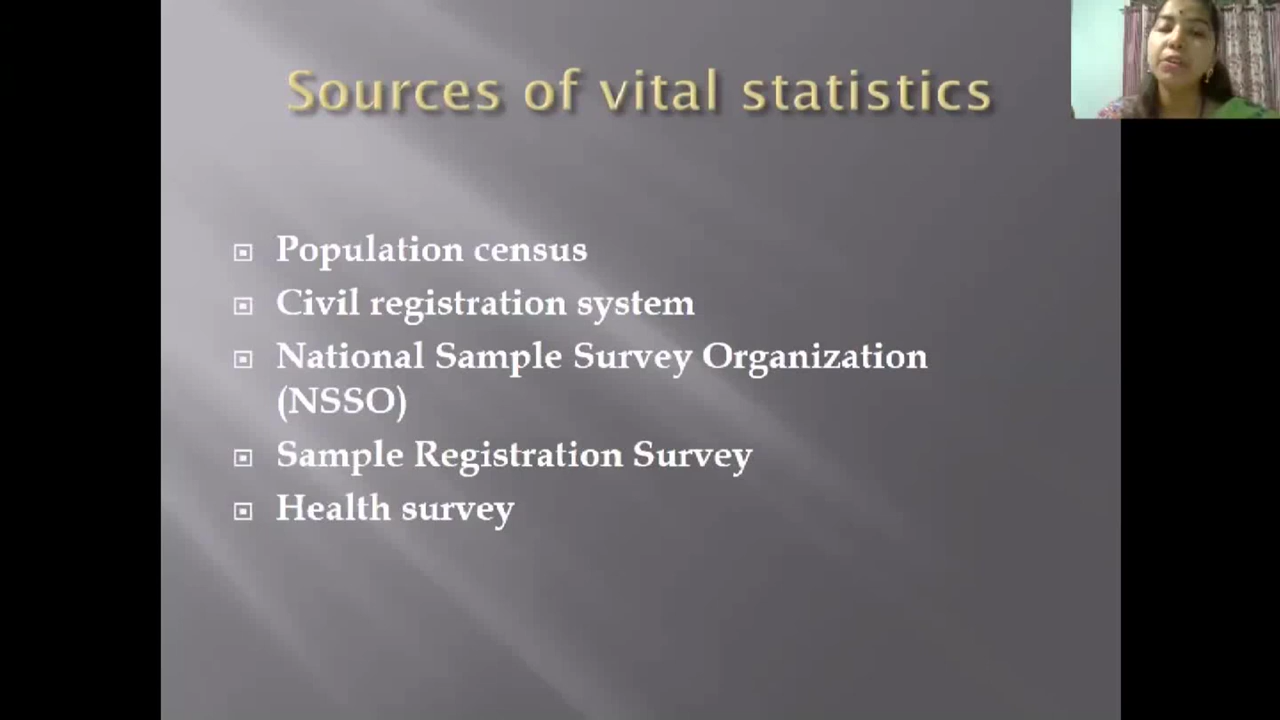 Sources of vital statistics
Population census
Civil registration system
National Sample Survey Organization
(NSSO)
Sample Registration Survey
Health survey